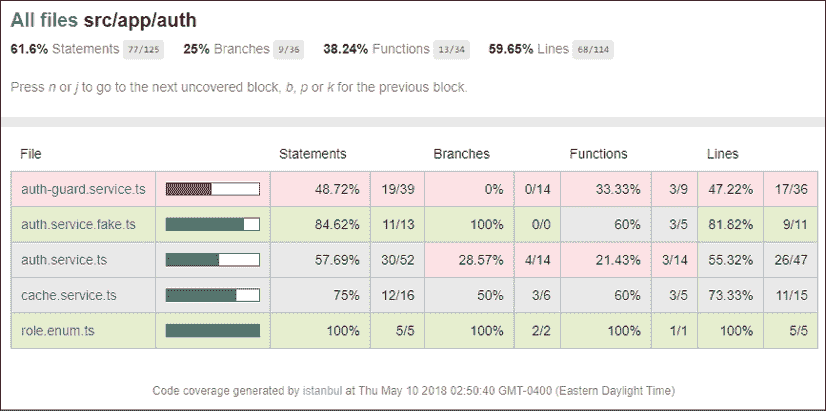 All files src/app/auth
61.6% Statements 77/125 25% Branches 9/36 38.24% Functions 13/34 59.65% Lines 68/114
Press n or j to go to the next uncovered block, b, p or k for the previous block.
File Statements Branches Functions Lines
auth-guard.service.ts 48.72% 19/39 0% 0/14 33.33% 3/9 47.22% 17/36
auth.service.fake.ts 84.62% 11/13 100% 0/0 60% 3/5 81.82% 9/11
auth.service.ts 57.69% 30/52 28.57% 4/14 21.43% 3/14 55.32% 26/47
cache.service.ts 75% 12/16 50% 3/6 60% 3/5 73.33% 11/15
role.enum.ts 100% 5/5 100% 2/2 100% 1/1 100% 5/5
Code coverage generated by istanbul at Thu May 10 2018 02:50:40 GMT-0400 (Eastern Daylight Time)